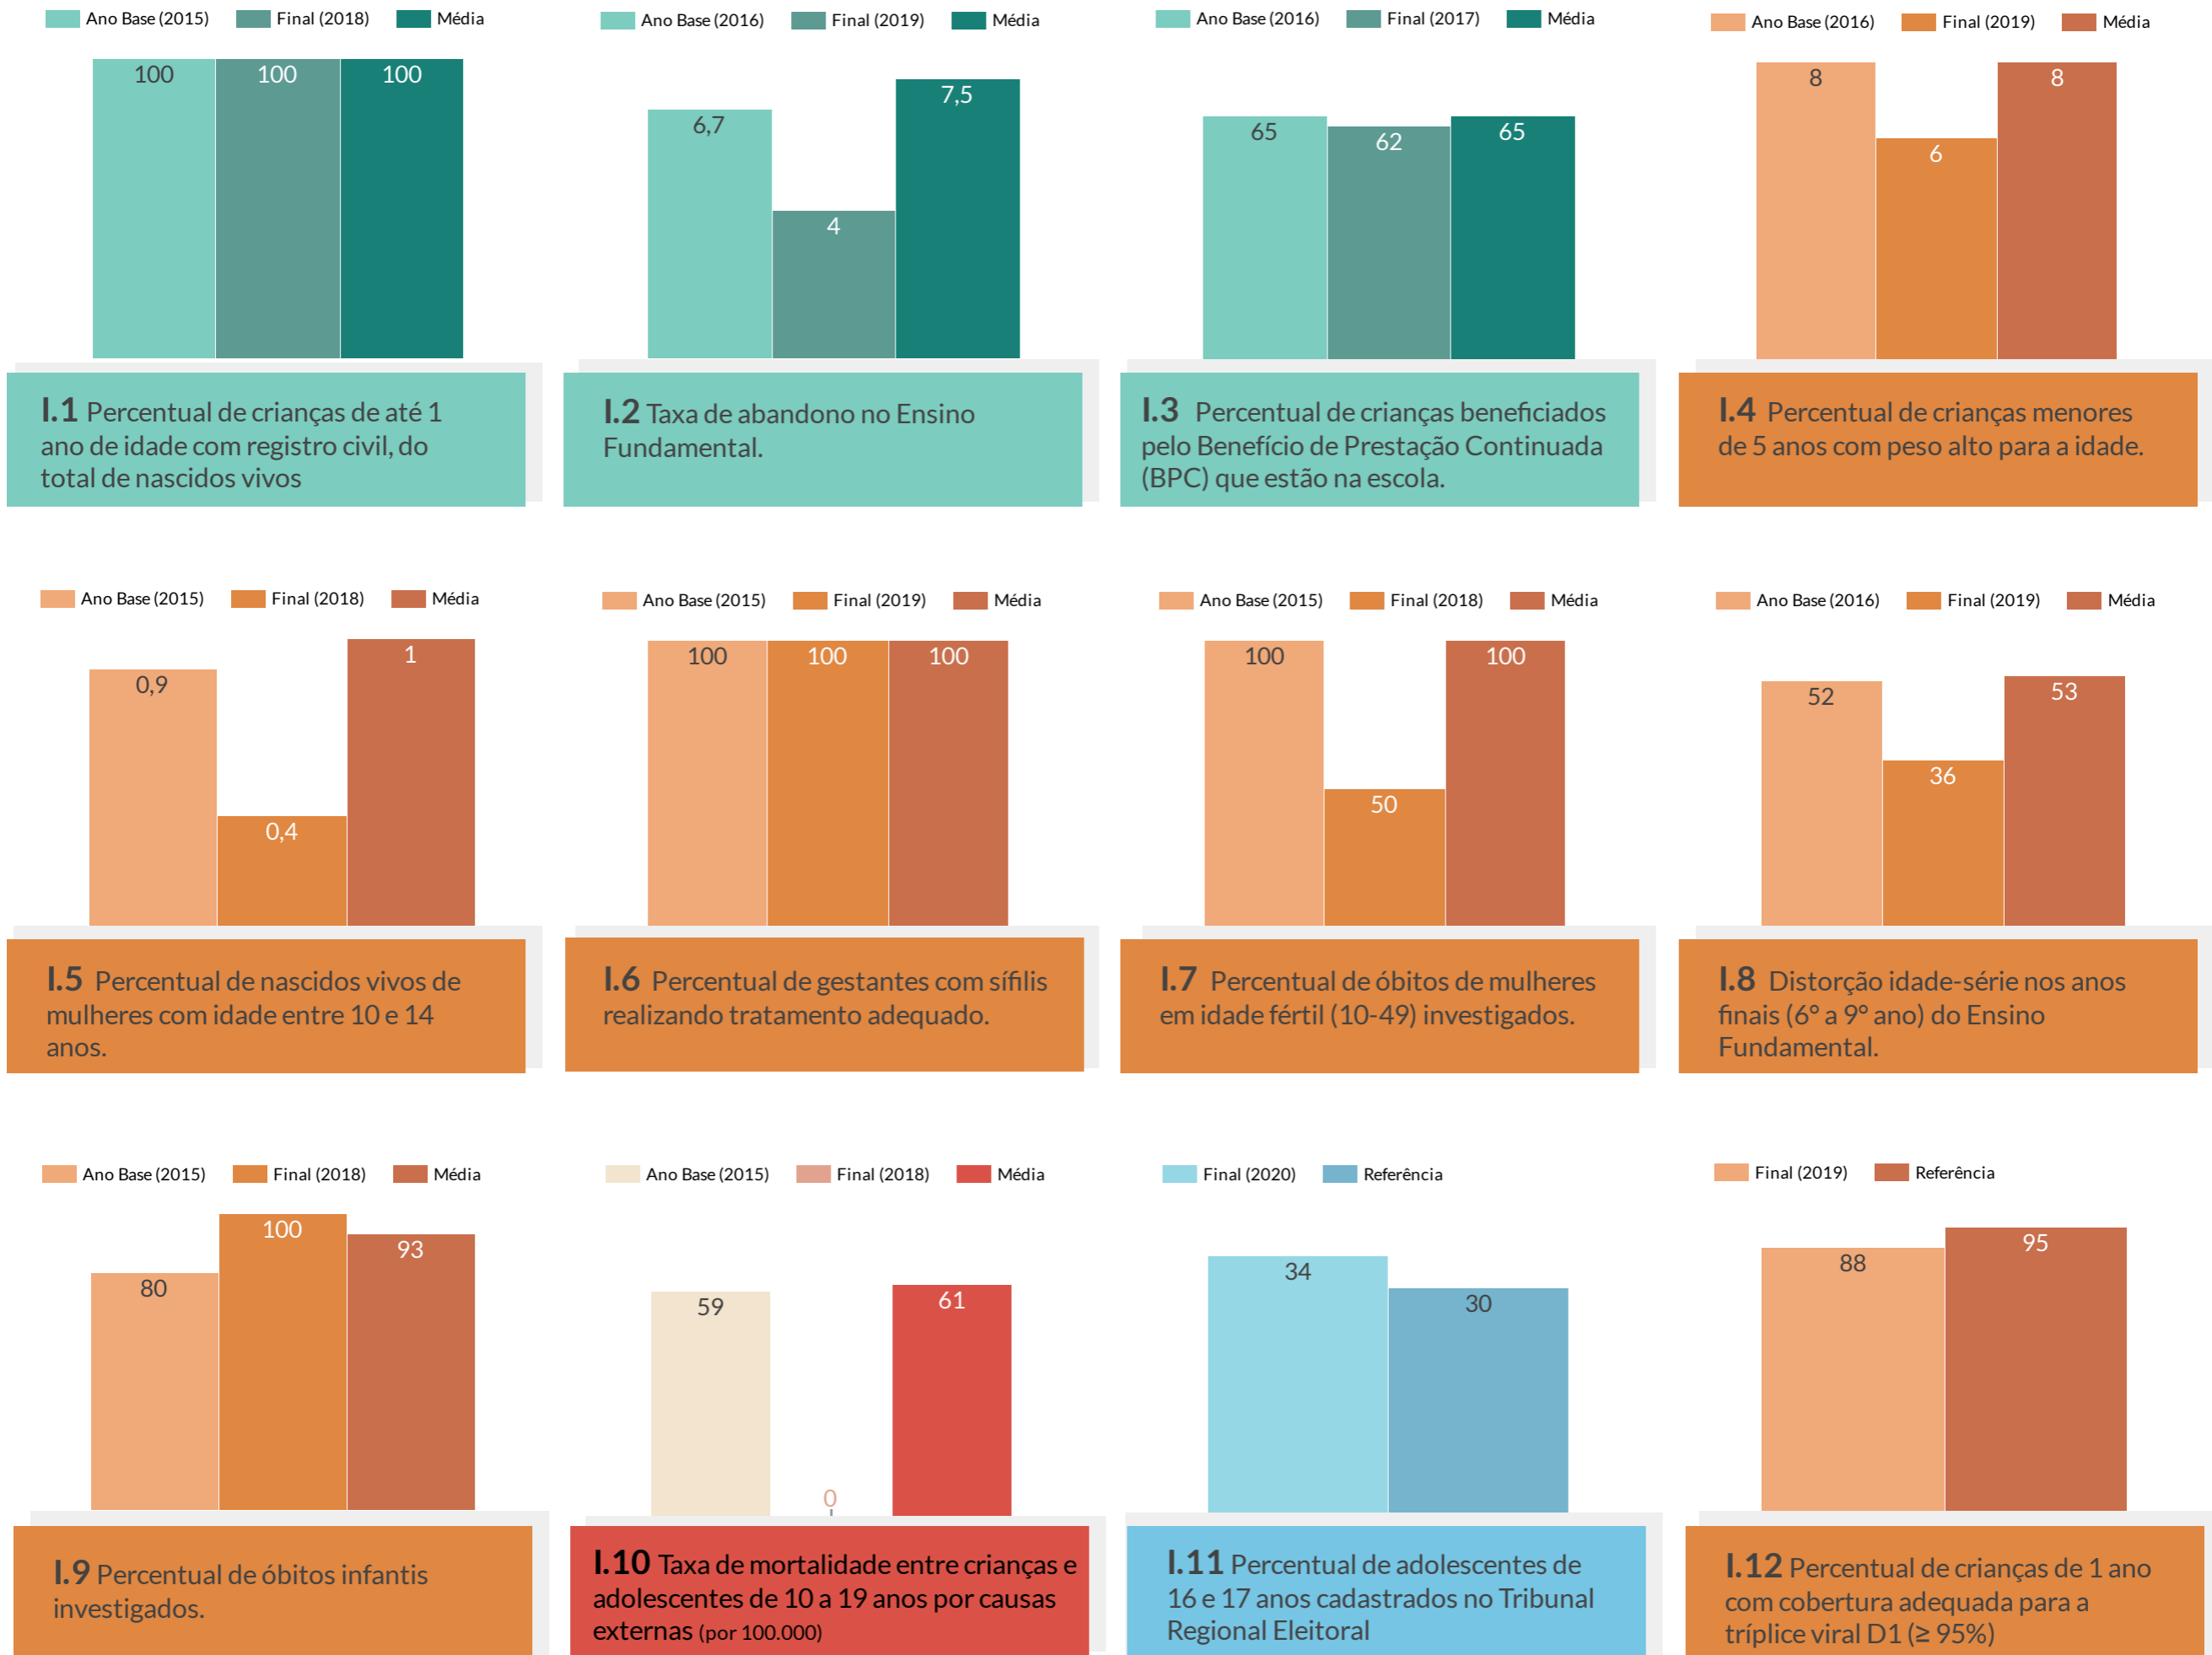 Ano Base (2015) Final (2018) Média
100 100 100
I.1 Percentual de crianças de até 1
ano de idade com registro civil, do
total de nascidos vivos
Ano Base (2016) Final (2019) Média
6,7 4 7,5
I.2 Taxa de abandono no Ensino
Fundamental.
Ano Base (2016) Final (2017) Média
65 62 65
I.3 Percentual de crianças beneficiados
pelo Benefício de Prestação Continuada
(BPC) que estão na escola.
Ano Base (2016) Final (2019) Média
8 6 8
I.4 Percentual de crianças menores
de 5 anos com peso alto para a idade.
Ano Base (2015) Final (2018) Média
0,9 0,4 1
I.5 Percentual de nascidos vivos de
mulheres com idade entre 10 e 14
anos.
Ano Base (2015) Final (2019) Média
100 100 100
I.6 Percentual de gestantes com sífilis
realizando tratamento adequado.
Ano Base (2015) Final (2018) Média
100 50 100
I.7 Percentual de óbitos de mulheres
em idade fértil (10-49) investigados.
Ano Base (2016) Final (2019) Média
52 36 53
I.8 Distorção idade-série nos anos
finais (6° a 9° ano) do Ensino
Fundamental.
Ano Base (2015) Final (2018) Média
80 100 93
I.9 Percentual de óbitos infantis
investigados.
Ano Base (2015) Final (2018) Média
59 0 61
I.10 Taxa de mortalidade entre crianças e
adolescentes de 10 a 19 anos por causas
externas (por 100.000)
Final (2020) Referência
34 30
I.11 Percentual de adolescentes de
16 e 17 anos cadastrados no Tribunal
Regional Eleitoral
Final (2019) Referência
88 95
I.12 Percentual de crianças de 1 ano
com cobertura adequada para a
tríplice viral D1 (≥ 95%)